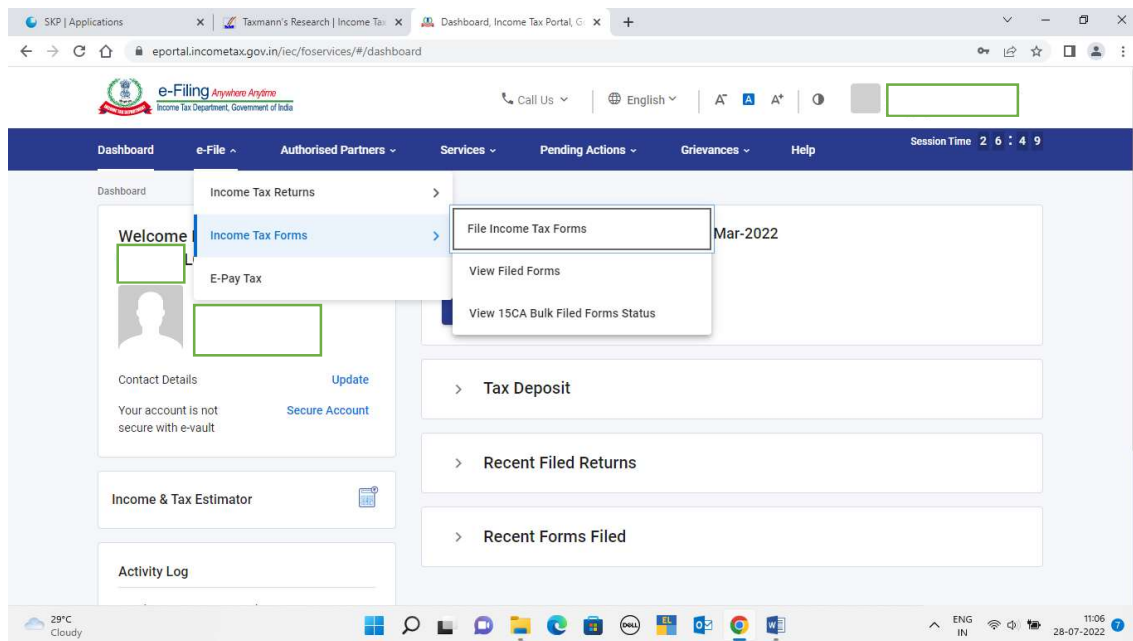 SKP | Applications
Taxmann's Research | Income Tax
Dashboard, Income Tax Portal, G
eportal.incometax.gov.in/iec/foservices/#/dashboard
e-Filing Anywhere Anytime
Income Tax Department, Government of India
Call Us
English
A-
A
A+
Dashboard
e-File
Authorised Partners
Services
Pending Actions
Grievances
Help
Session Time 2 6 : 4 9
Dashboard
Income Tax Returns
Welcome
Income Tax Forms
File Income Tax Forms
Mar-2022
E-Pay Tax
View Filed Forms
View 15CA Bulk Filed Forms Status
Contact Details
Update
Your account is not
secure with e-vault
Secure Account
Tax Deposit
Recent Filed Returns
Income & Tax Estimator
Recent Forms Filed
Activity Log
29°C
Cloudy
DELL
EL
ENG
IN
11:06
28-07-2022
7